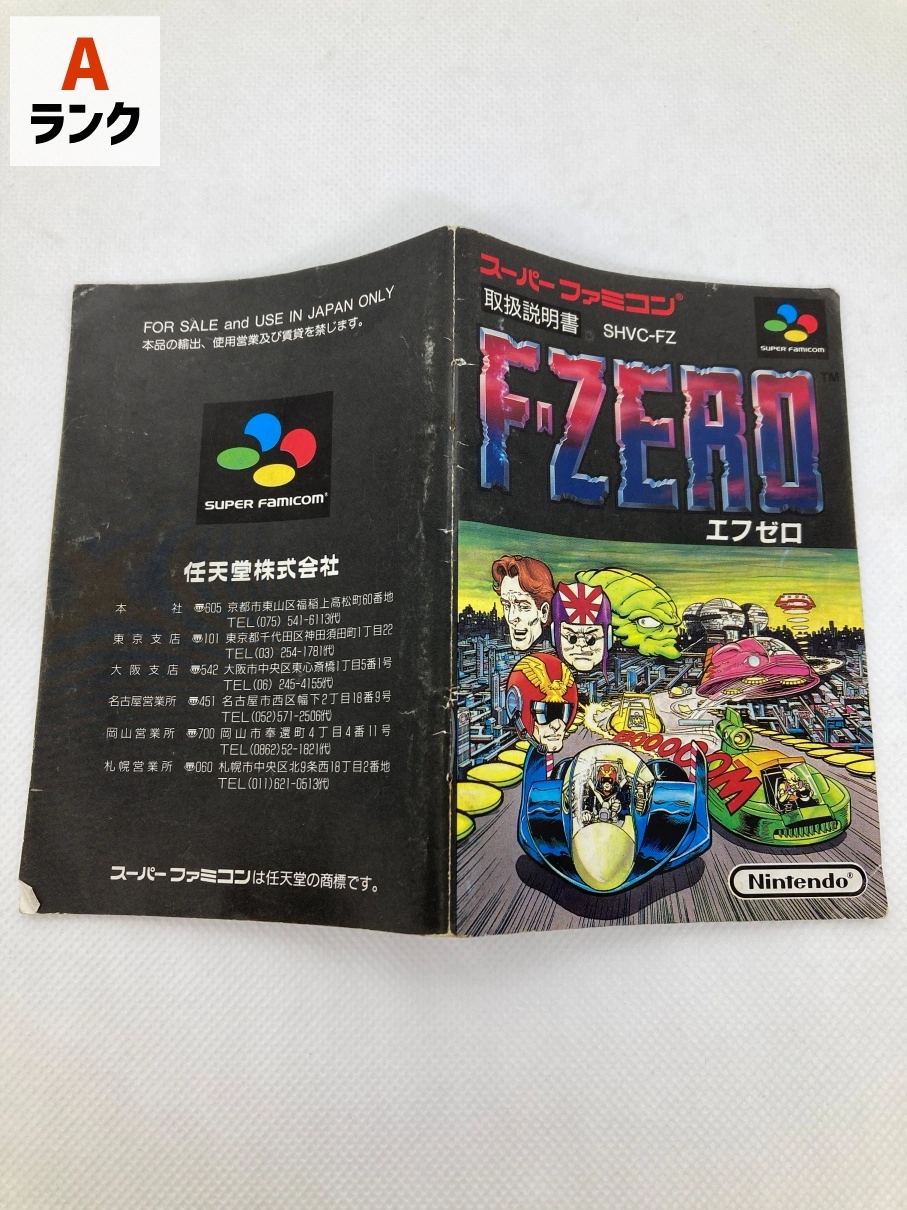 A
ランク
FOR SALE and USE IN JAPAN ONLY
本品の輸出、使用営業及び賃貸を禁じます。
SUPER FAMICOM®
任天堂株式会社
本社 〒605 京都市東山区福稲上高松町60番地
TEL(075) 541-6113代
東京支店 〒101 東京都千代田区神田須田町1丁目22
TEL(03) 254-1781代
大阪支店 〒542 大阪市中央区東心斎橋1丁目5番1号
TEL(06) 245-4155代
名古屋営業所 〒451 名古屋市西区幅下2丁目18番9号
TEL(052)571-2506代
岡山営業所 〒700 岡山市奉還町4丁目4番11号
TEL(0862)52-1821代
札幌営業所 〒060 札幌市中央区北9条西18丁目2番地
TEL(011)621-0513代
スーパーファミコンは任天堂の商標です。
スーパーファミコン®
取扱説明書 SHVC-FZ
SUPER FAMICOM
F-ZERO™
エフゼロ
BOOOOOM
Nintendo®